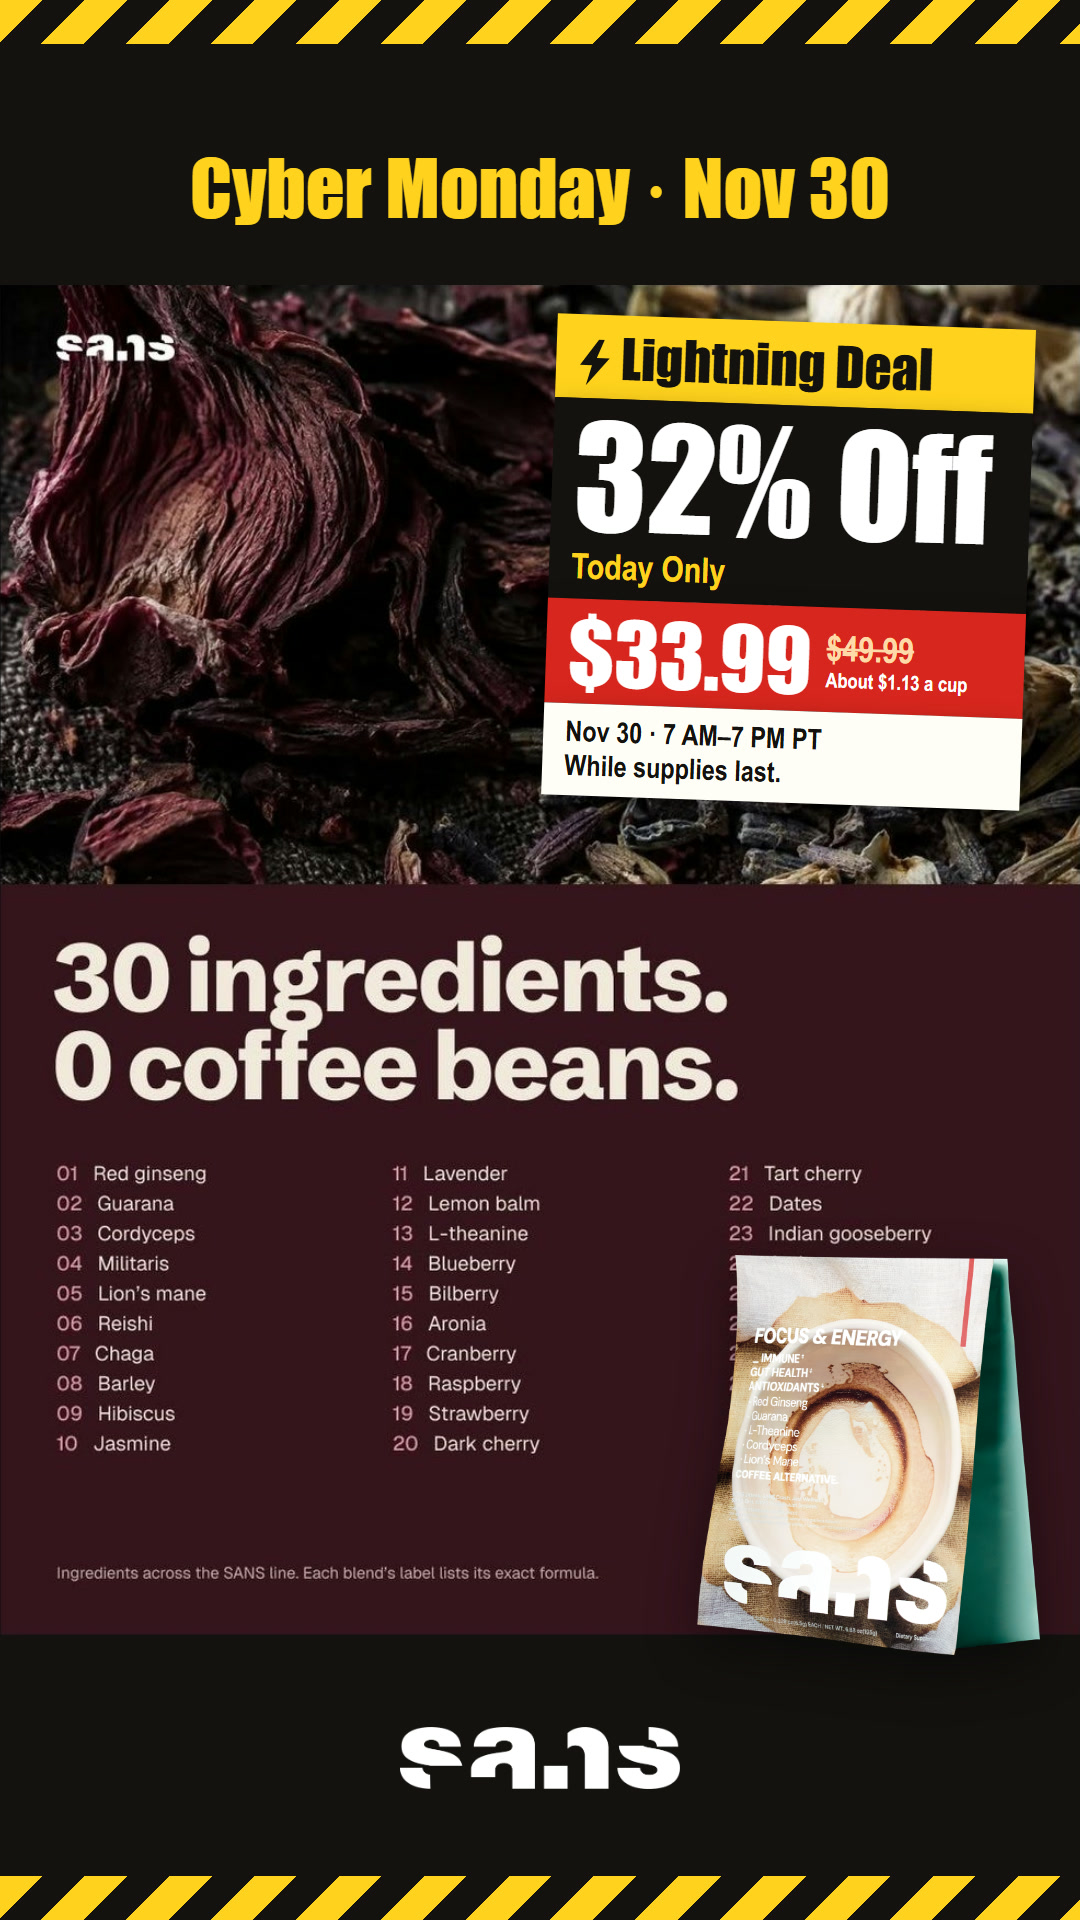 Cyber Monday · Nov 30
sans
Lightning Deal
32% Off
Today Only
$33.99
$49.99
About $1.13 a cup
Nov 30 · 7 AM–7 PM PT
While supplies last.
30 ingredients.
0 coffee beans.
01 Red ginseng
02 Guarana
03 Cordyceps
04 Militaris
05 Lion’s mane
06 Reishi
07 Chaga
08 Barley
09 Hibiscus
10 Jasmine
11 Lavender
12 Lemon balm
13 L-theanine
14 Blueberry
15 Bilberry
16 Aronia
17 Cranberry
18 Raspberry
19 Strawberry
20 Dark cherry
21 Tart cherry
22 Dates
23 Indian gooseberry
FOCUS & ENERGY
_ IMMUNE†
GUT HEALTH†
ANTIOXIDANTS†
Red Ginseng
Guarana
L-Theanine
Cordyceps
Lion's Mane
COFFEE ALTERNATIVE.
sans
Ingredients across the SANS line. Each blend’s label lists its exact formula.
sans